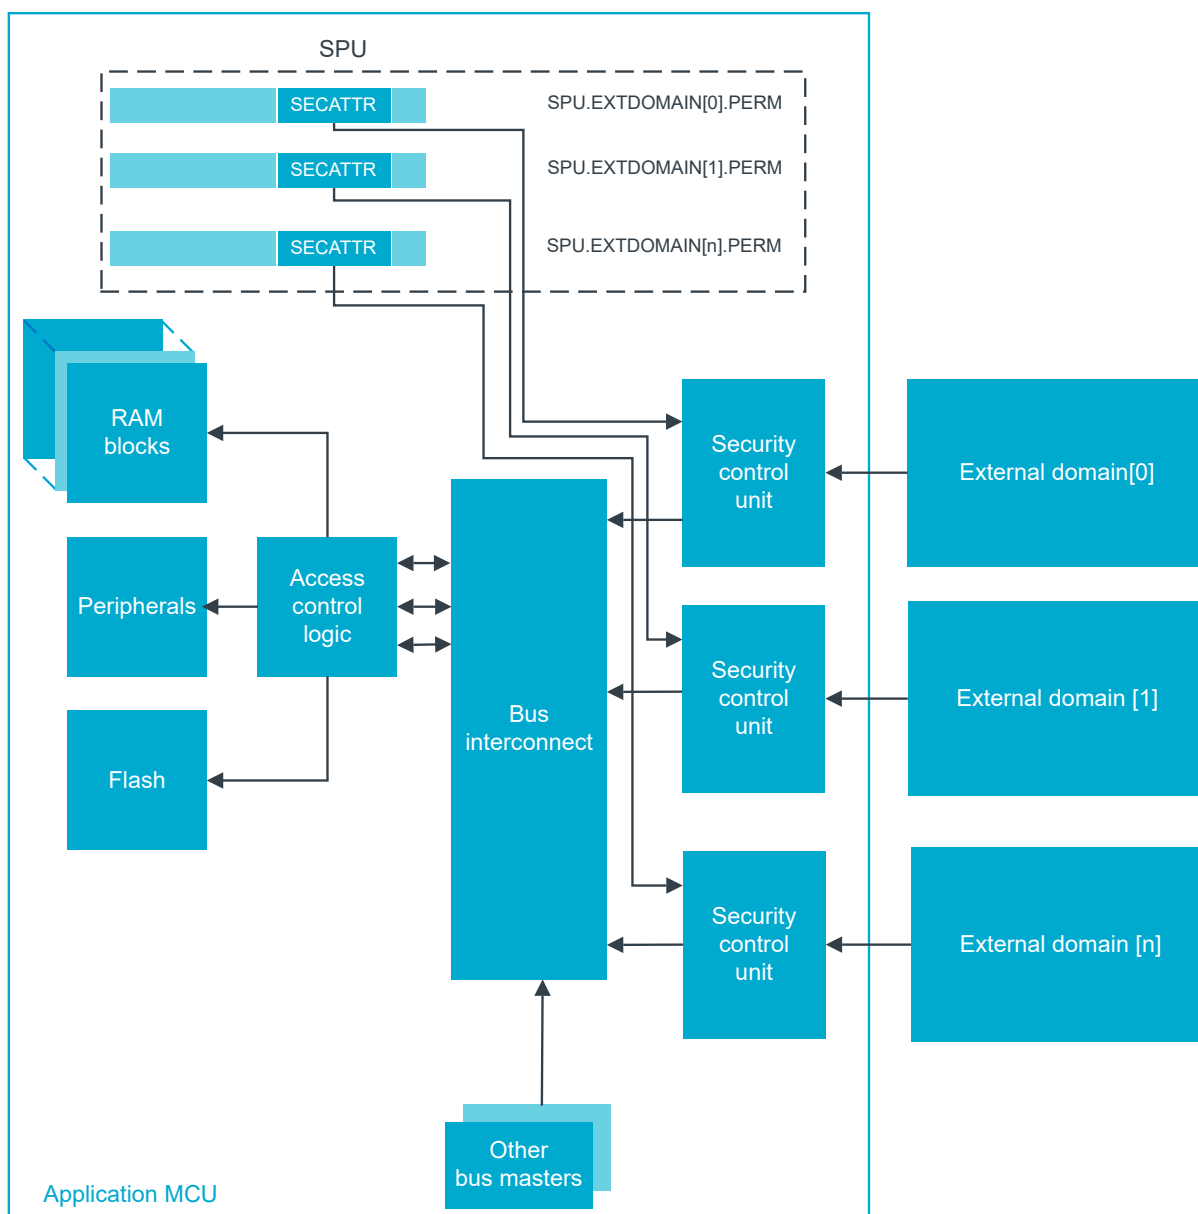 SPU
SECATTR
SPU.EXTDOMAIN[0].PERM
SECATTR
SPU.EXTDOMAIN[1].PERM
SECATTR
SPU.EXTDOMAIN[n].PERM
RAM
blocks
Security
control
unit
External domain[0]
Peripherals
Access
control
logic
Bus
interconnect
Security
control
unit
External domain [1]
Flash
Security
control
unit
External domain [n]
Other
bus masters
Application MCU